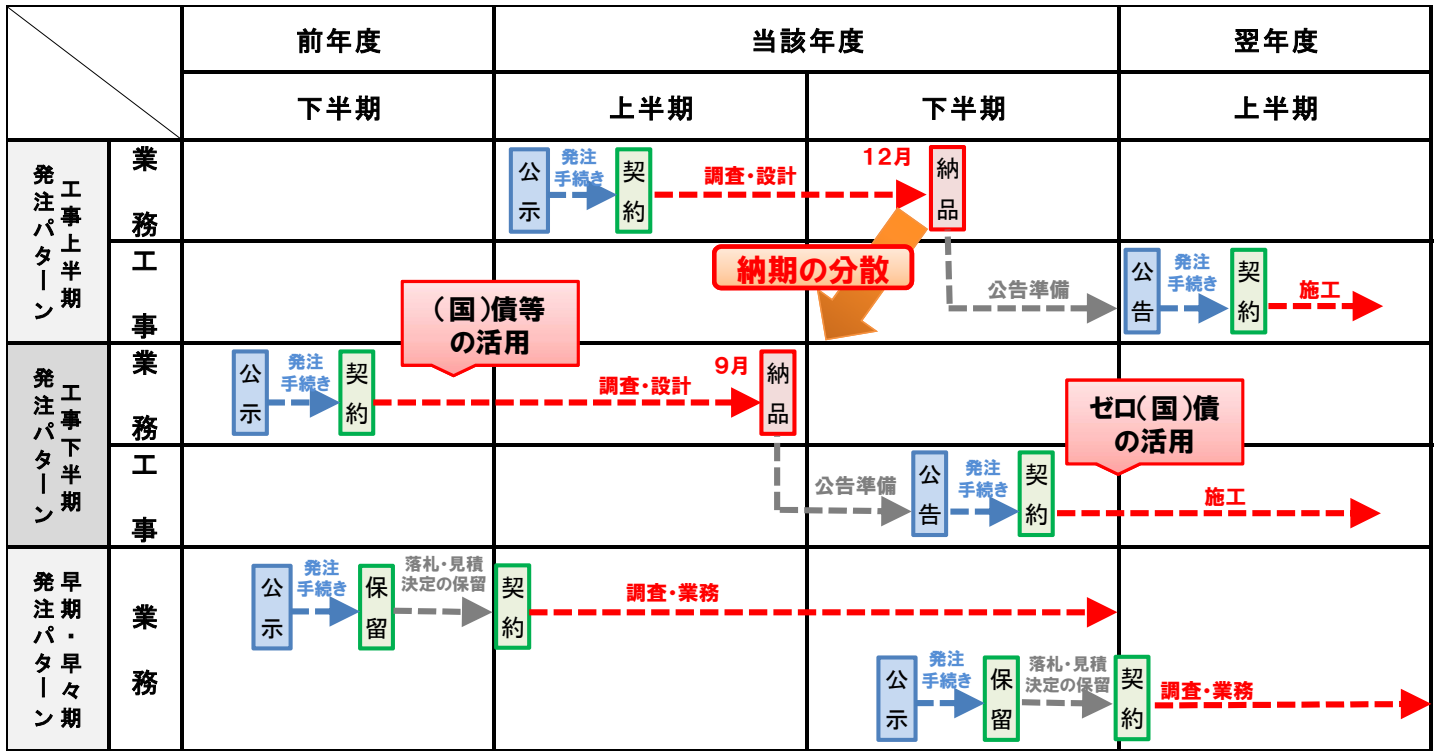 前年度
当該年度
翌年度
下半期
上半期
下半期
上半期
工事上半期
発注パターン
業務
公示
発注
手続き
契約
調査・設計
12月
納品
工事
納期の分散
公告準備
公告
発注
手続き
契約
施工
工事下半期
発注パターン
業務
公示
発注
手続き
契約
(国)債等
の活用
調査・設計
9月
納品
工事
公告準備
公告
発注
手続き
契約
ゼロ(国)債
の活用
施工
早期・早々期
発注パターン
業務
公示
発注
手続き
保留
落札・見積
決定の保留
契約
調査・業務
公示
発注
手続き
保留
落札・見積
決定の保留
契約
調査・業務